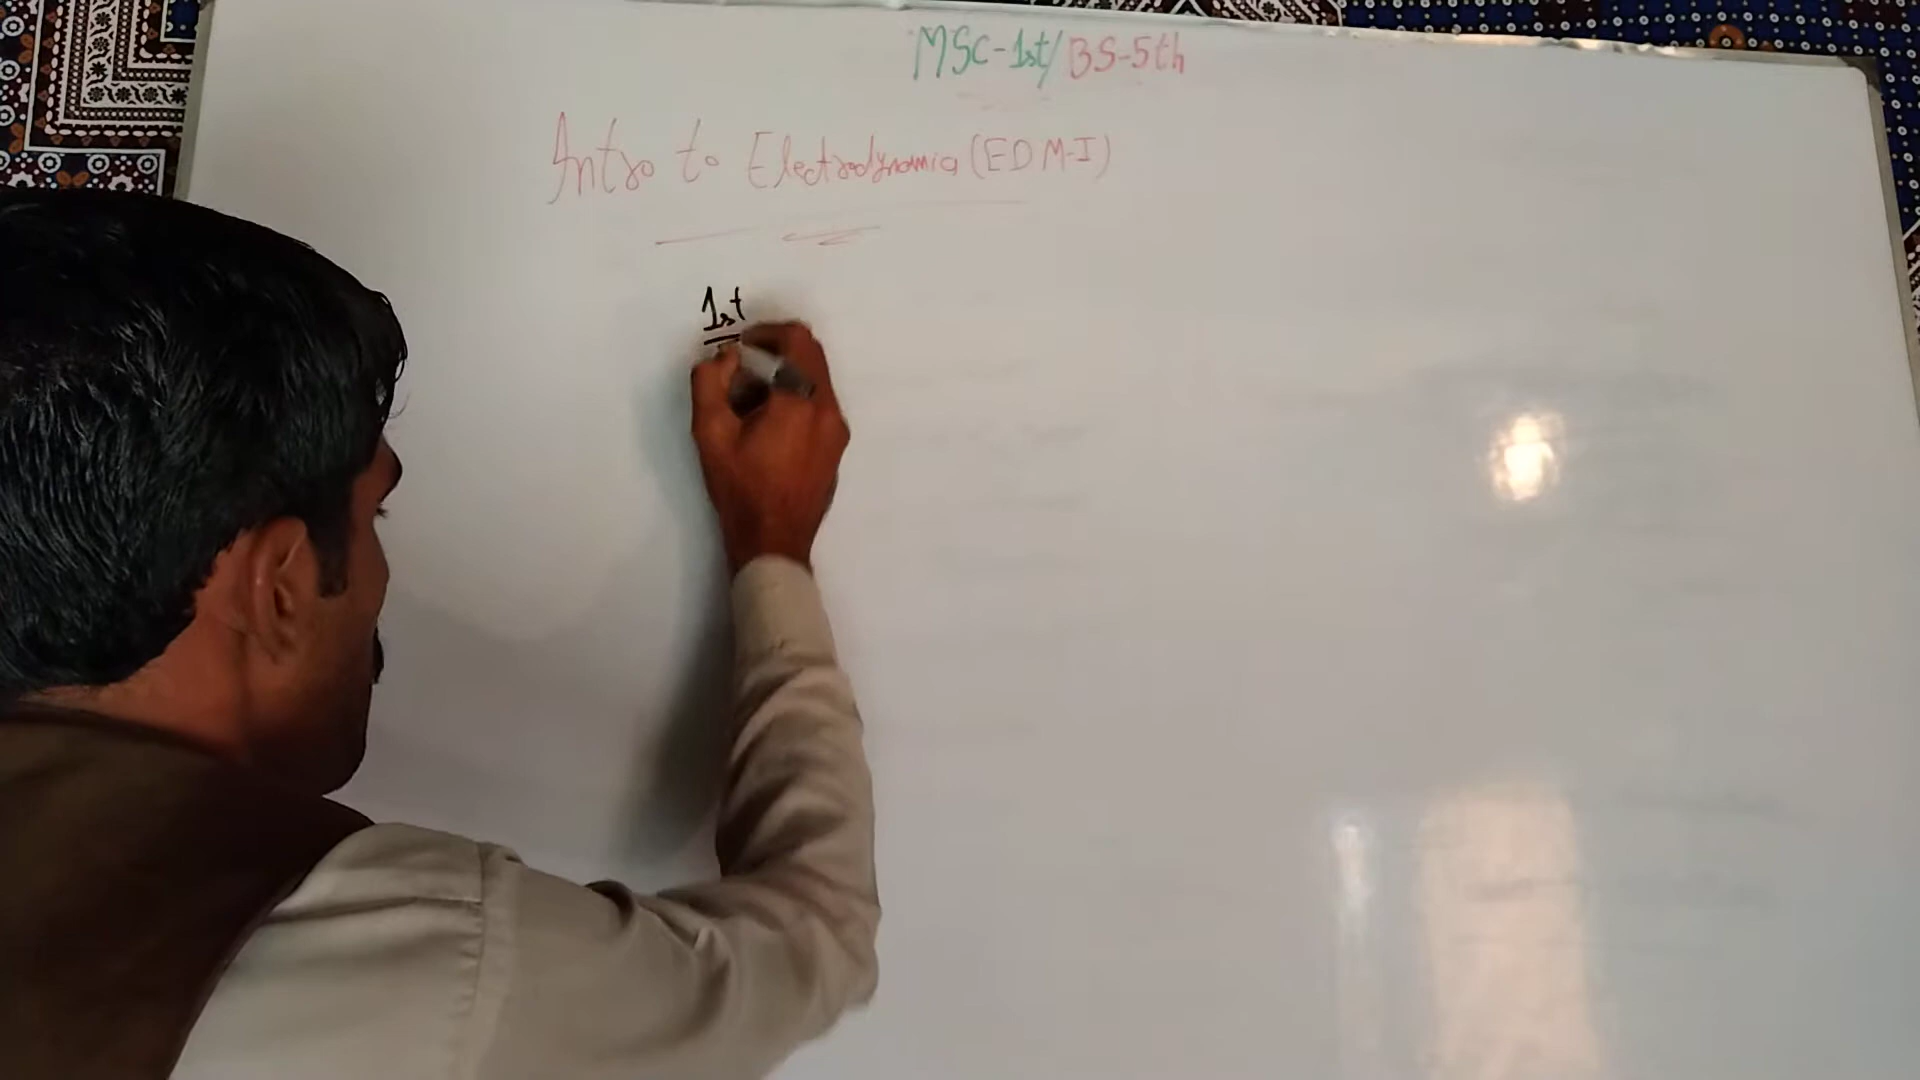 MSC-1st/BS-5th
Intro to Electrodynamics (EDM-I)
1st